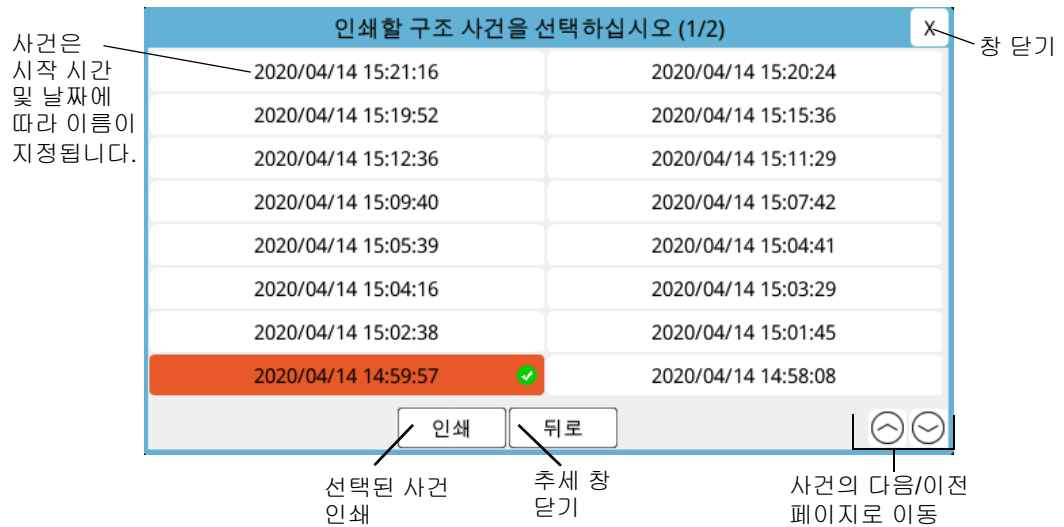 인쇄할 구조 사건을 선택하십시오 (1/2)
X
창 닫기
사건은
시작 시간
및 날짜에
따라 이름이
지정됩니다.
2020/04/14 15:21:16
2020/04/14 15:20:24
2020/04/14 15:19:52
2020/04/14 15:15:36
2020/04/14 15:12:36
2020/04/14 15:11:29
2020/04/14 15:09:40
2020/04/14 15:07:42
2020/04/14 15:05:39
2020/04/14 15:04:41
2020/04/14 15:04:16
2020/04/14 15:03:29
2020/04/14 15:02:38
2020/04/14 15:01:45
2020/04/14 14:59:57
2020/04/14 14:58:08
인쇄
뒤로
선택된 사건
인쇄
추세 창
닫기
사건의 다음/이전
페이지로 이동